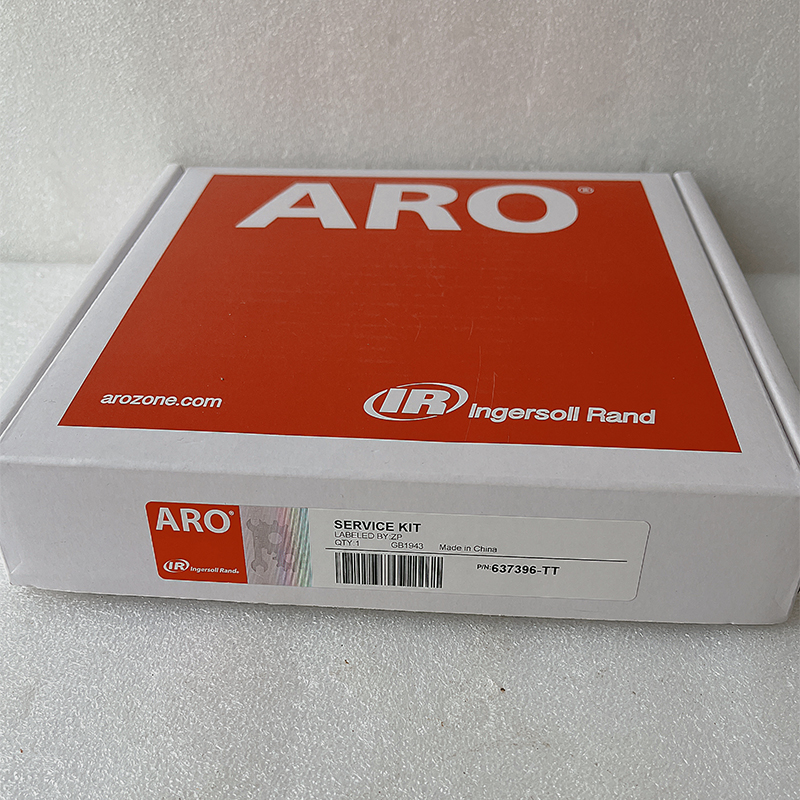 ARO®
arozone.com
IR Ingersoll Rand
ARO®
IR Ingersoll Rand®
SERVICE KIT
LABELED BY:ZP
QTY:1 GB1943 Made in China
P/N:637396-TT